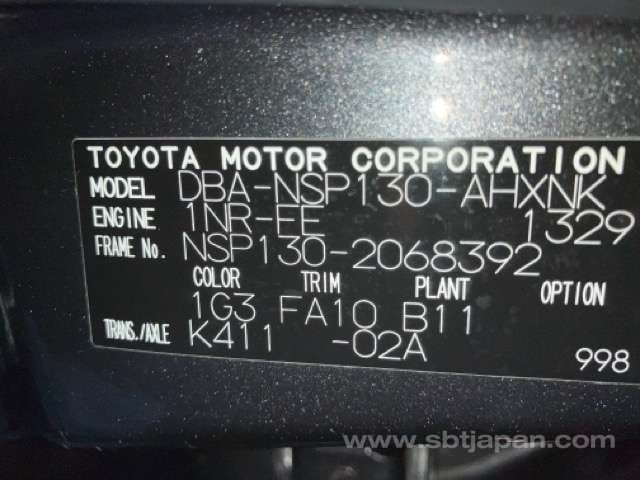 TOYOTA MOTOR CORPORATION
MODEL DBA-NSP130-AHXNK
ENGINE 1NR-FE 1329
FRAME No. NSP130-2068392
COLOR TRIM PLANT OPTION
1G3 FA10 B11
TRANS./AXLE K411 -02A
998
www.sbtjapan.com